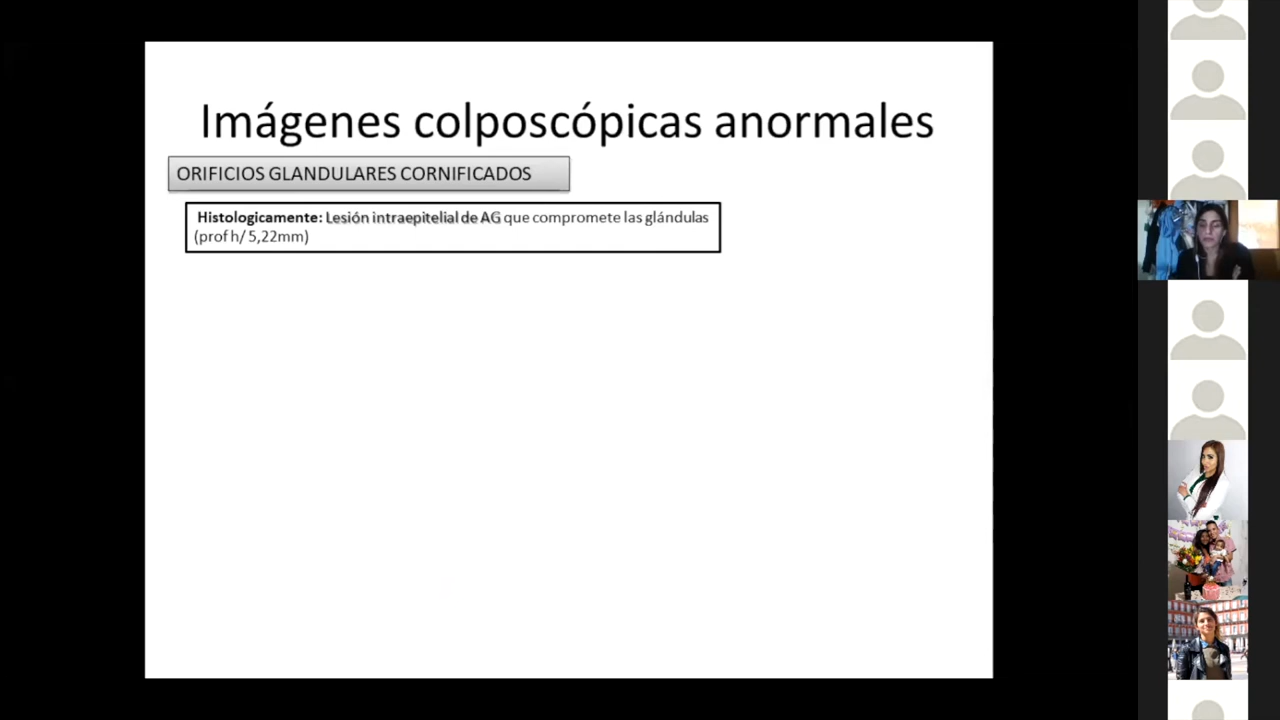 Imágenes colposcópicas anormales
ORIFICIOS GLANDULARES CORNIFICADOS
Histologicamente: Lesión intraepitelial de AG que compromete las glándulas
(prof h/ 5,22mm)